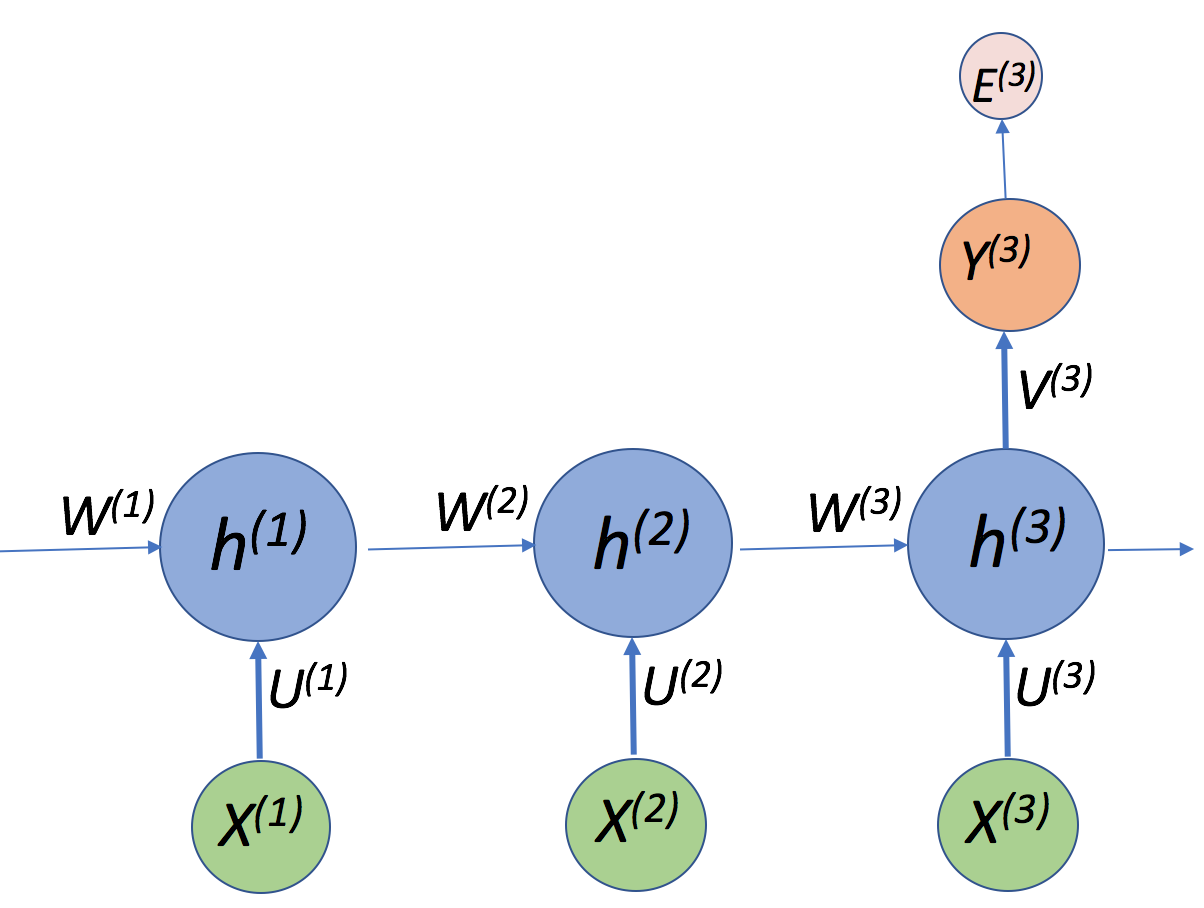 E(3)
Y(3)
V(3)
W(1) h(1) W(2) h(2) W(3) h(3)
U(1) U(2) U(3)
X(1) X(2) X(3)